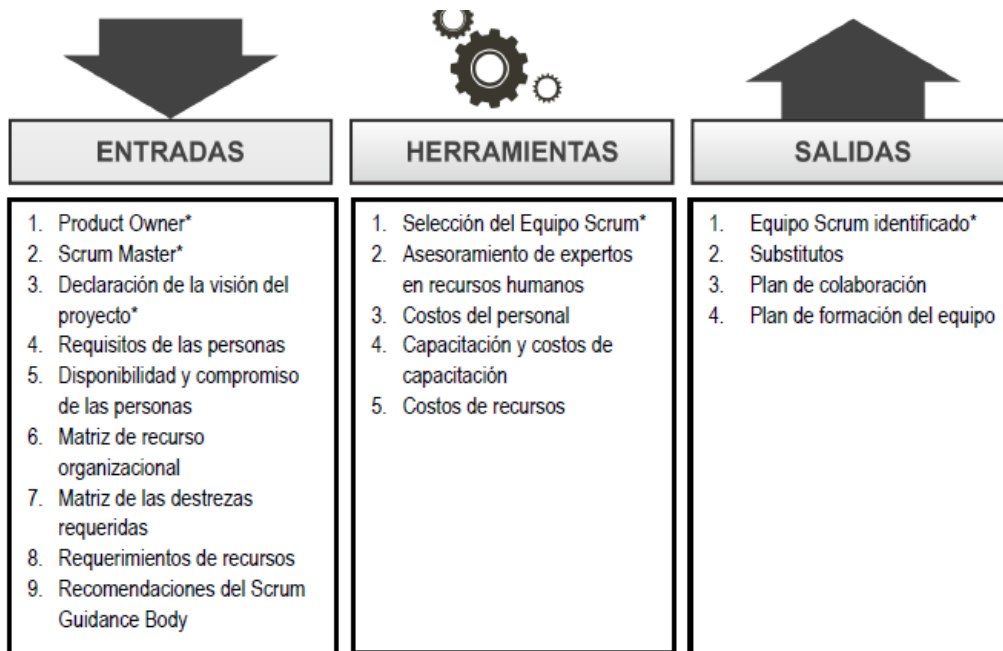 ENTRADAS
1. Product Owner*
2. Scrum Master*
3. Declaración de la visión del
proyecto*
4. Requisitos de las personas
5. Disponibilidad y compromiso
de las personas
6. Matriz de recurso
organizacional
7. Matriz de las destrezas
requeridas
8. Requerimientos de recursos
9. Recomendaciones del Scrum
Guidance Body
HERRAMIENTAS
1. Selección del Equipo Scrum*
2. Asesoramiento de expertos
en recursos humanos
3. Costos del personal
4. Capacitación y costos de
capacitación
5. Costos de recursos
SALIDAS
1. Equipo Scrum identificado*
2. Substitutos
3. Plan de colaboración
4. Plan de formación del equipo